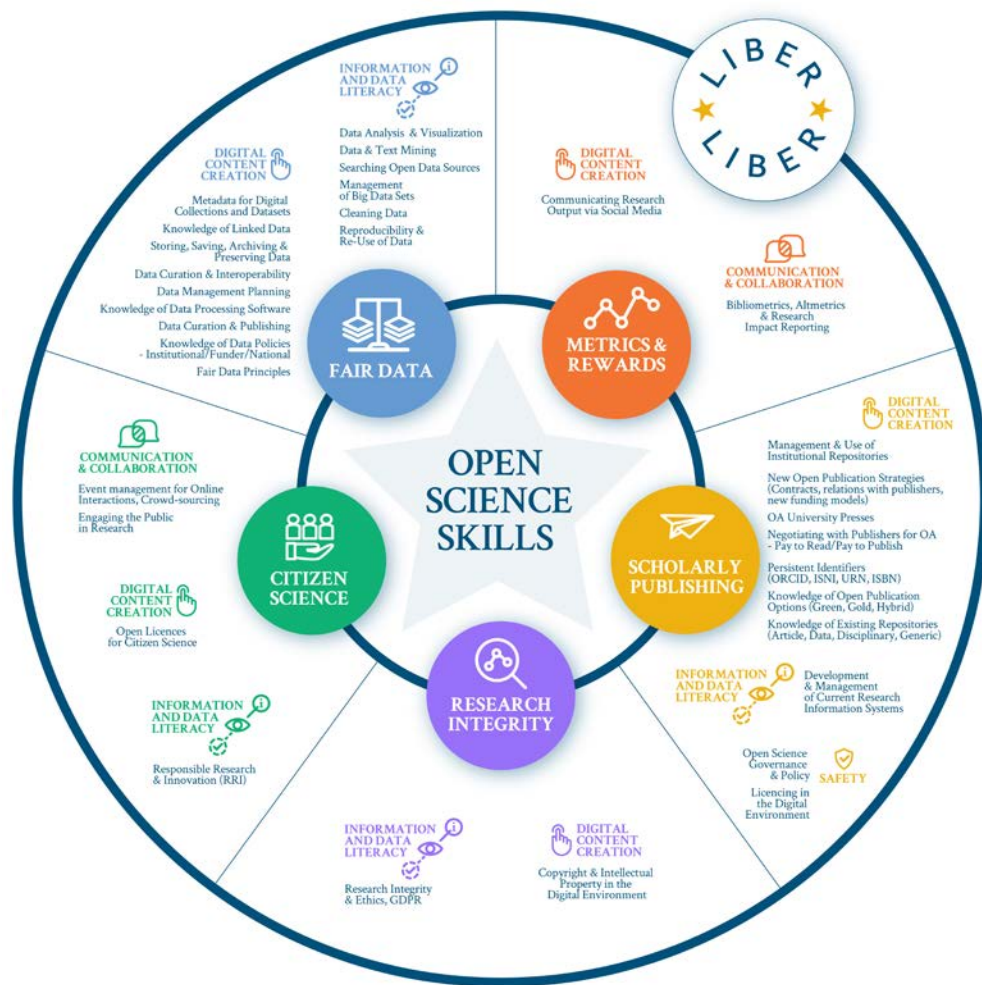 LIBER
LIBER
INFORMATION
AND DATA
LITERACY
Data Analysis & Visualization
Data & Text Mining
Searching Open Data Sources
Management
of Big Data Sets
Cleaning Data
Reproducibility &
Re-Use of Data
DIGITAL
CONTENT
CREATION
Metadata for Digital
Collections and Datasets
Knowledge of Linked Data
Storing, Saving, Archiving &
Preserving Data
Data Curation & Interoperability
Data Management Planning
Knowledge of Data Processing Software
Data Curation & Publishing
Knowledge of Data Policies
- Institutional/Funder/National
Fair Data Principles
FAIR DATA
DIGITAL
CONTENT
CREATION
Communicating Research
Output via Social Media
COMMUNICATION
& COLLABORATION
Bibliometrics, Altmetrics
& Research
Impact Reporting
METRICS &
REWARDS
OPEN
SCIENCE
SKILLS
DIGITAL
CONTENT
CREATION
Management & Use of
Institutional Repositories
New Open Publication Strategies
(Contracts, relations with publishers,
new funding models)
OA University Presses
Negotiating with Publishers for OA
- Pay to Read/Pay to Publish
Persistent Identifiers
(ORCID, ISNI, URN, ISBN)
Knowledge of Open Publication
Options (Green, Gold, Hybrid)
Knowledge of Existing Repositories
(Article, Data, Disciplinary, Generic)
SCHOLARLY
PUBLISHING
INFORMATION
AND DATA
LITERACY
Development
& Management
of Current Research
Information Systems
Open Science
Governance
& Policy
Licencing in
the Digital
Environment
SAFETY
COMMUNICATION
& COLLABORATION
Event management for Online
Interactions, Crowd-sourcing
Engaging the Public
in Research
CITIZEN
SCIENCE
DIGITAL
CONTENT
CREATION
Open Licences
for Citizen Science
INFORMATION
AND DATA
LITERACY
Responsible Research
& Innovation (RRI)
RESEARCH
INTEGRITY
INFORMATION
AND DATA
LITERACY
Research Integrity
& Ethics, GDPR
DIGITAL
CONTENT
CREATION
Copyright & Intellectual
Property in the
Digital Environment